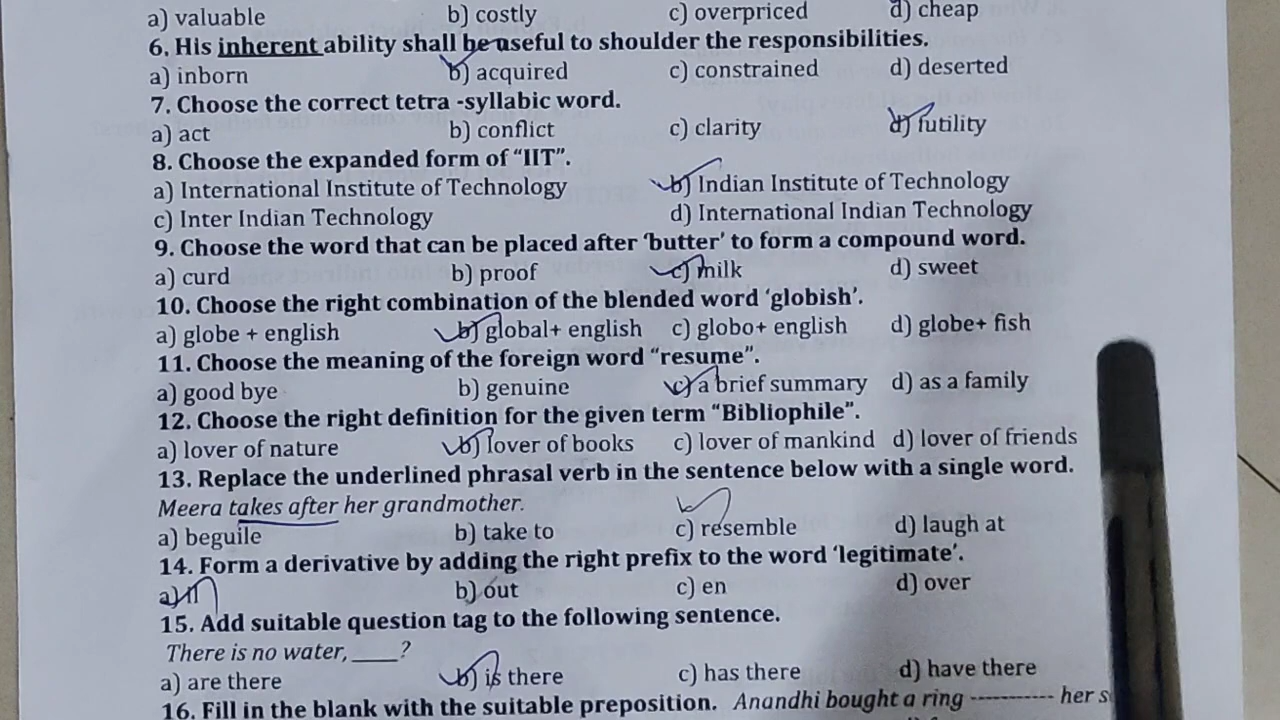 a) valuable b) costly c) overpriced d) cheap
6. His inherent ability shall be useful to shoulder the responsibilities.
a) inborn b) acquired c) constrained d) deserted
7. Choose the correct tetra -syllabic word.
a) act b) conflict c) clarity d) futility
8. Choose the expanded form of “IIT”.
a) International Institute of Technology b) Indian Institute of Technology
c) Inter Indian Technology d) International Indian Technology
9. Choose the word that can be placed after ‘butter’ to form a compound word.
a) curd b) proof c) milk d) sweet
10. Choose the right combination of the blended word ‘globish’.
a) globe + english b) global+ english c) globo+ english d) globe+ fish
11. Choose the meaning of the foreign word “resume”.
a) good bye b) genuine c) a brief summary d) as a family
12. Choose the right definition for the given term “Bibliophile”.
a) lover of nature b) lover of books c) lover of mankind d) lover of friends
13. Replace the underlined phrasal verb in the sentence below with a single word.
Meera takes after her grandmother.
a) beguile b) take to c) resemble d) laugh at
14. Form a derivative by adding the right prefix to the word ‘legitimate’.
a) b) out c) en d) over
15. Add suitable question tag to the following sentence.
There is no water, ____?
a) are there b) is there c) has there d) have there
16. Fill in the blank with the suitable preposition. Anandhi bought a ring ----------- her